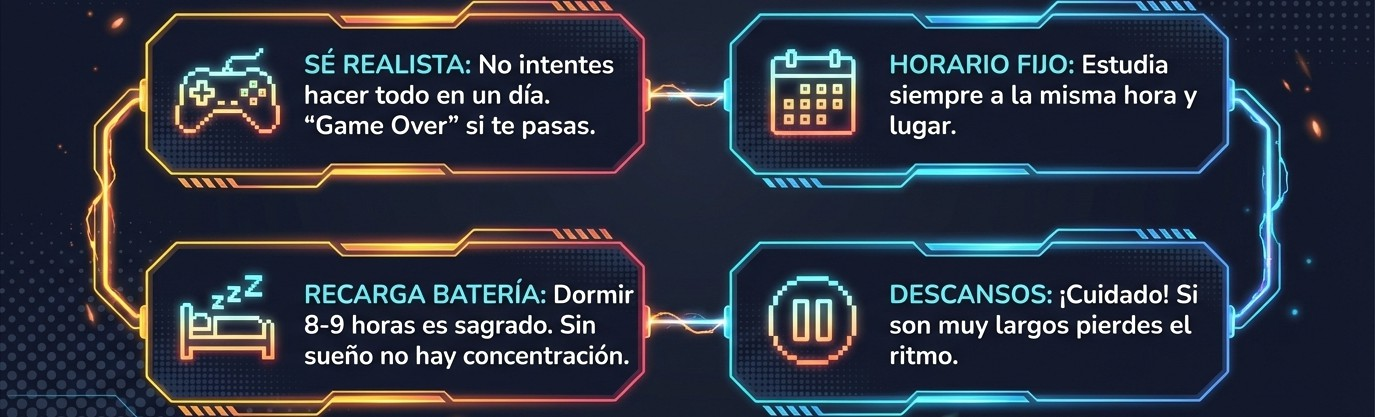 SÉ REALISTA: No intentes
hacer todo en un día.
“Game Over” si te pasas.
HORARIO FIJO: Estudia
siempre a la misma hora y
lugar.
RECARGA BATERÍA: Dormir
8-9 horas es sagrado. Sin
sueño no hay concentración.
DESCANSOS: ¡Cuidado! Si
son muy largos pierdes el
ritmo.